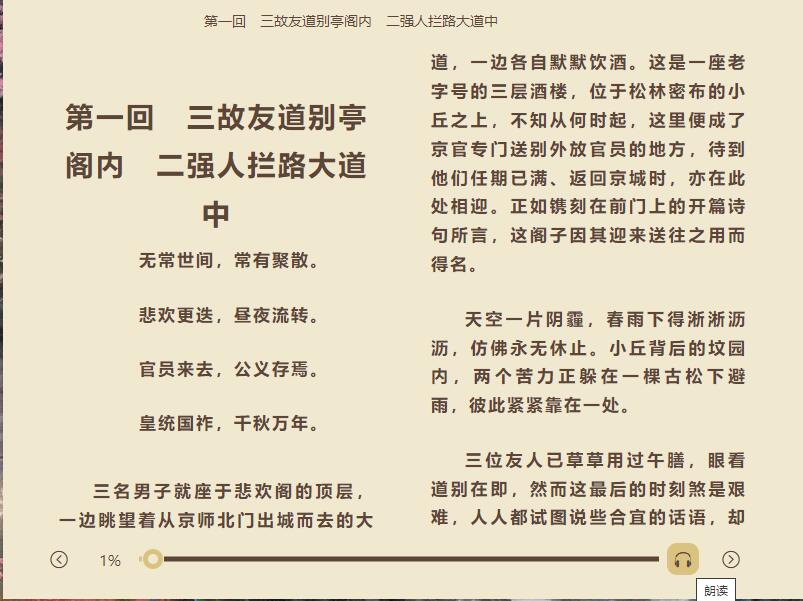 第一回　三故友道别亭阁内　二强人拦路大道中
第一回　三故友道别亭
阁内　二强人拦路大道
中
无常世间，常有聚散。
悲欢更迭，昼夜流转。
官员来去，公义存焉。
皇统国祚，千秋万年。
三名男子就座于悲欢阁的顶层，
一边眺望着从京师北门出城而去的大
道，一边各自默默饮酒。这是一座老
字号的三层酒楼，位于松林密布的小
丘之上，不知从何时起，这里便成了
京官专门送别外放官员的地方，待到
他们任期已满、返回京城时，亦在此
处相迎。正如镌刻在前门上的开篇诗
句所言，这阁子因其迎来送往之用而
得名。
天空一片阴霾，春雨下得淅淅沥
沥，仿佛永无休止。小丘背后的坟园
内，两个苦力正躲在一棵古松下避
雨，彼此紧紧靠在一处。
三位友人已草草用过午膳，眼看
道别在即，然而这最后的时刻煞是艰
难，人人都试图说些合宜的话语，却
1%
朗读